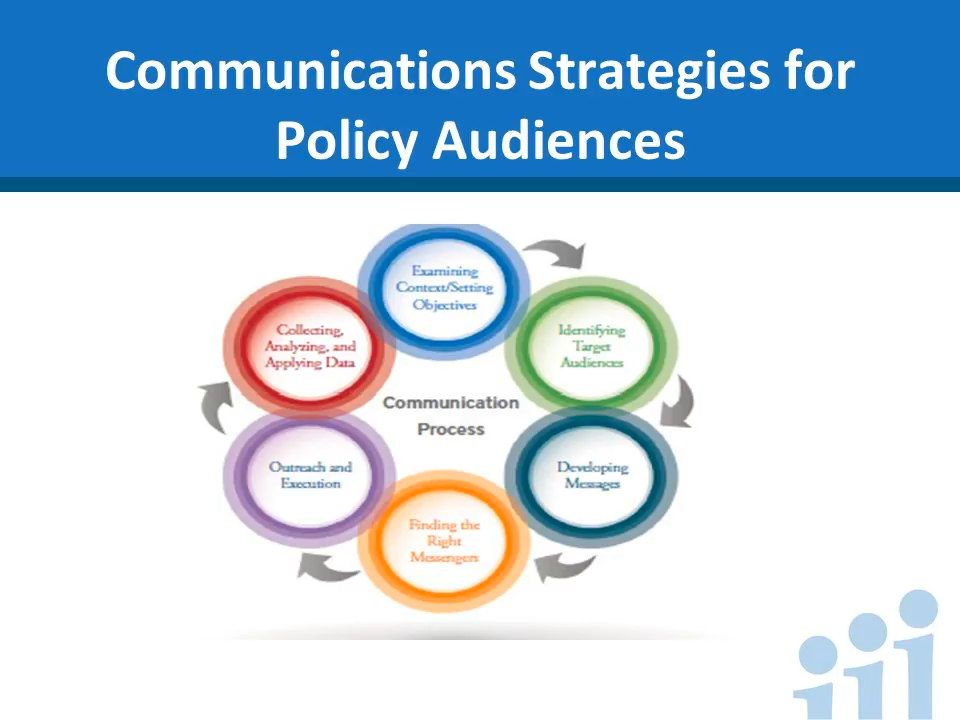 Communications Strategies for
Policy Audiences
Examining
Context/Setting
Objectives
Identifying
Target
Audiences
Developing
Messages
Finding the
Right
Messengers
Outreach and
Execution
Collecting,
Analyzing, and
Applying Data
Communication
Process